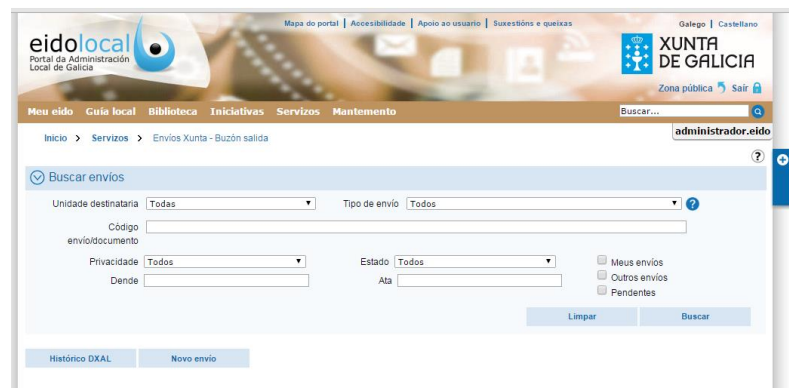 Mapa do portal | Accesibilidade | Apoio ao usuario | Suxestións e queixas
Galego | Castellano
eidolocal
Portal da Administración
Local de Galicia
XUNTA
DE GALICIA
Zona pública Saír
Meu eido Guía local Biblioteca Iniciativas Servizos Mantemento
Buscar...
administrador.eido
Inicio > Servizos > Envíos Xunta - Buzón salida
?
Buscar envíos
Unidade destinataria Todas Tipo de envío Todos ?
Código
envío/documento
Privacidade Todos Estado Todos Meus envíos
Dende Ata Outros envíos
Pendentes
Limpar Buscar
Histórico DXAL Novo envío